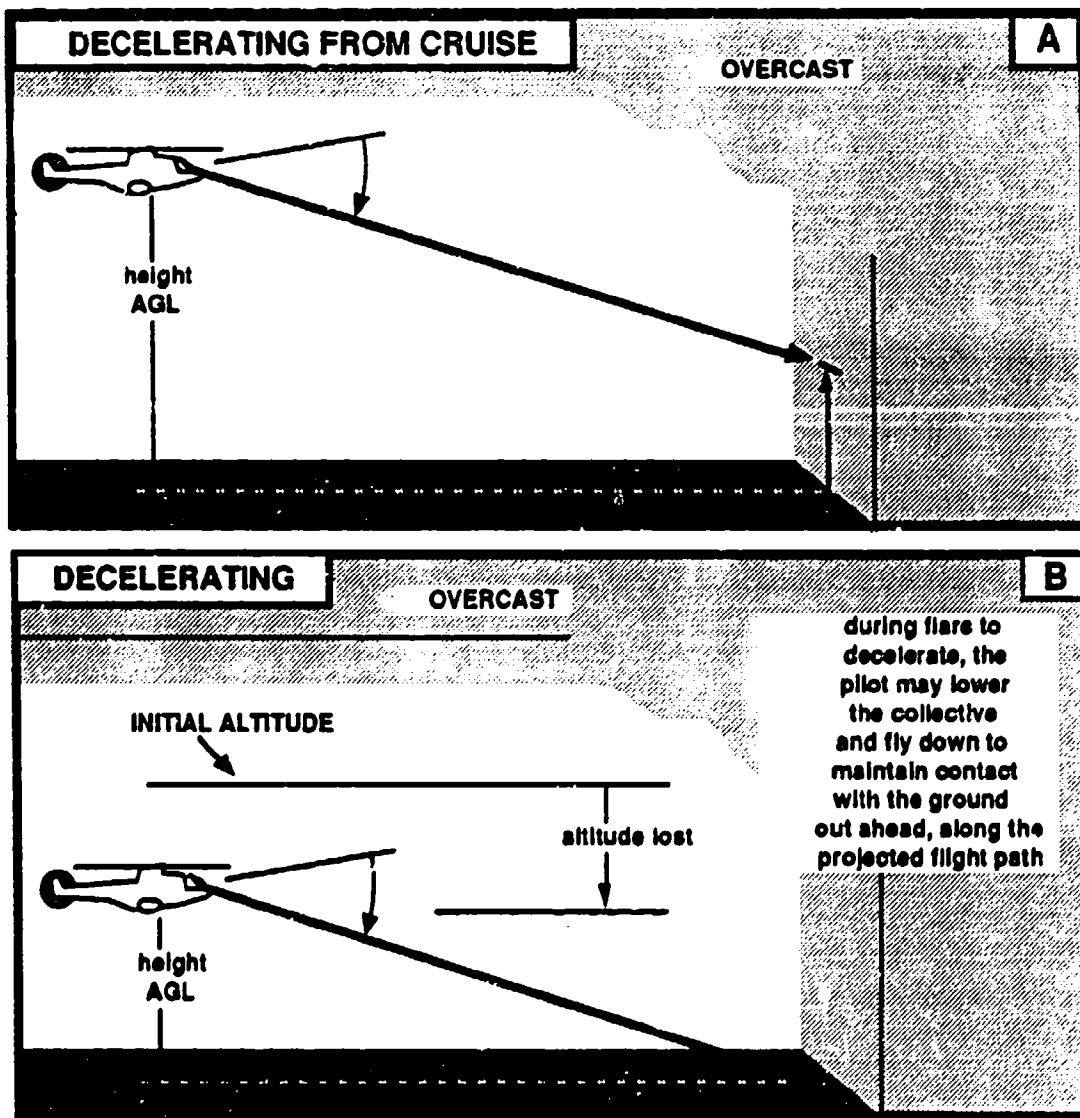 DECELERATING FROM CRUISE
A
OVERCAST
height
AGL
DECELERATING
B
OVERCAST
during flare to
decelerate, the
pilot may lower
the collective
and fly down to
maintain contact
with the ground
out ahead, along the
projected flight path
INITIAL ALTITUDE
altitude lost
height
AGL